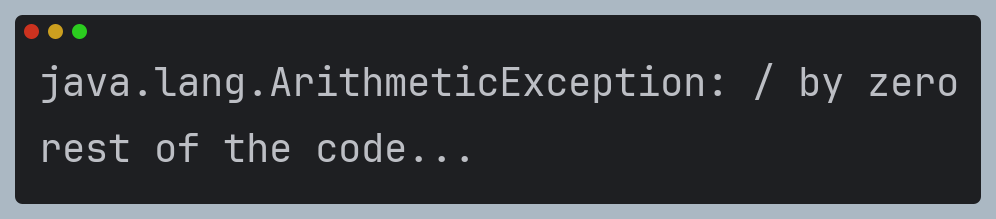 java.lang.ArithmeticException: / by zero
rest of the code...